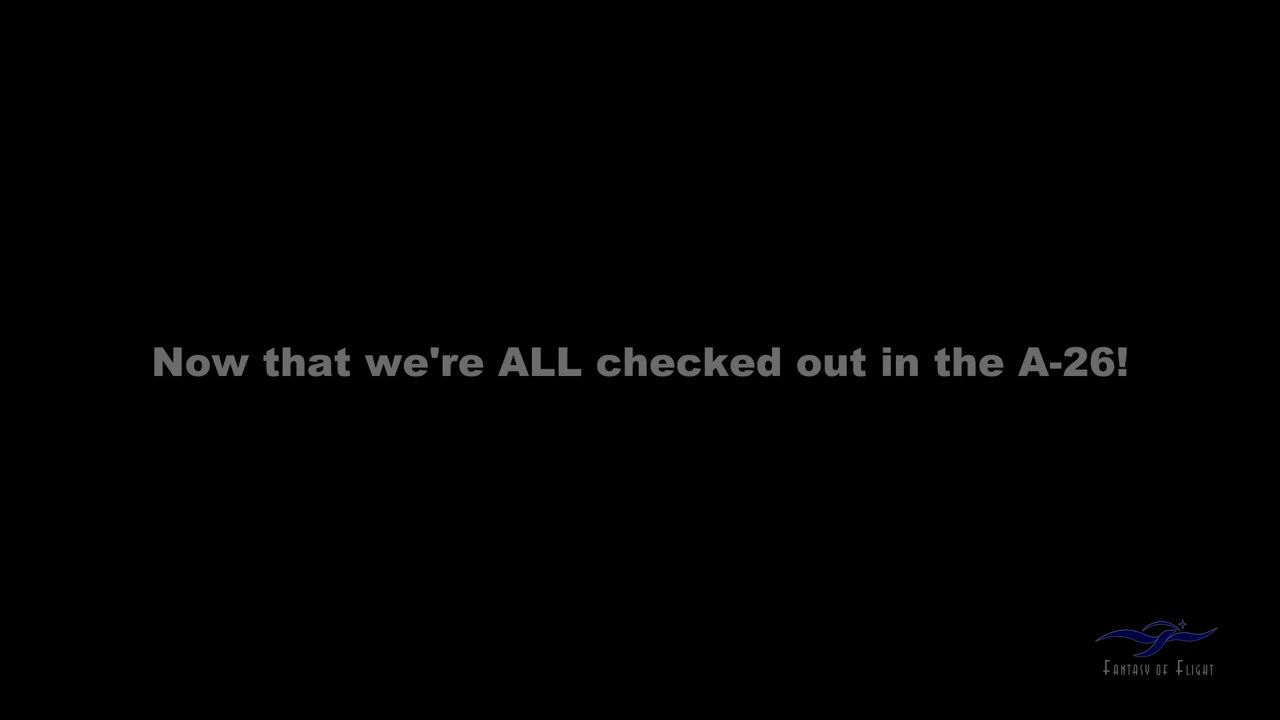 Now that we're ALL checked out in the A-26!
Fantasy of Flight